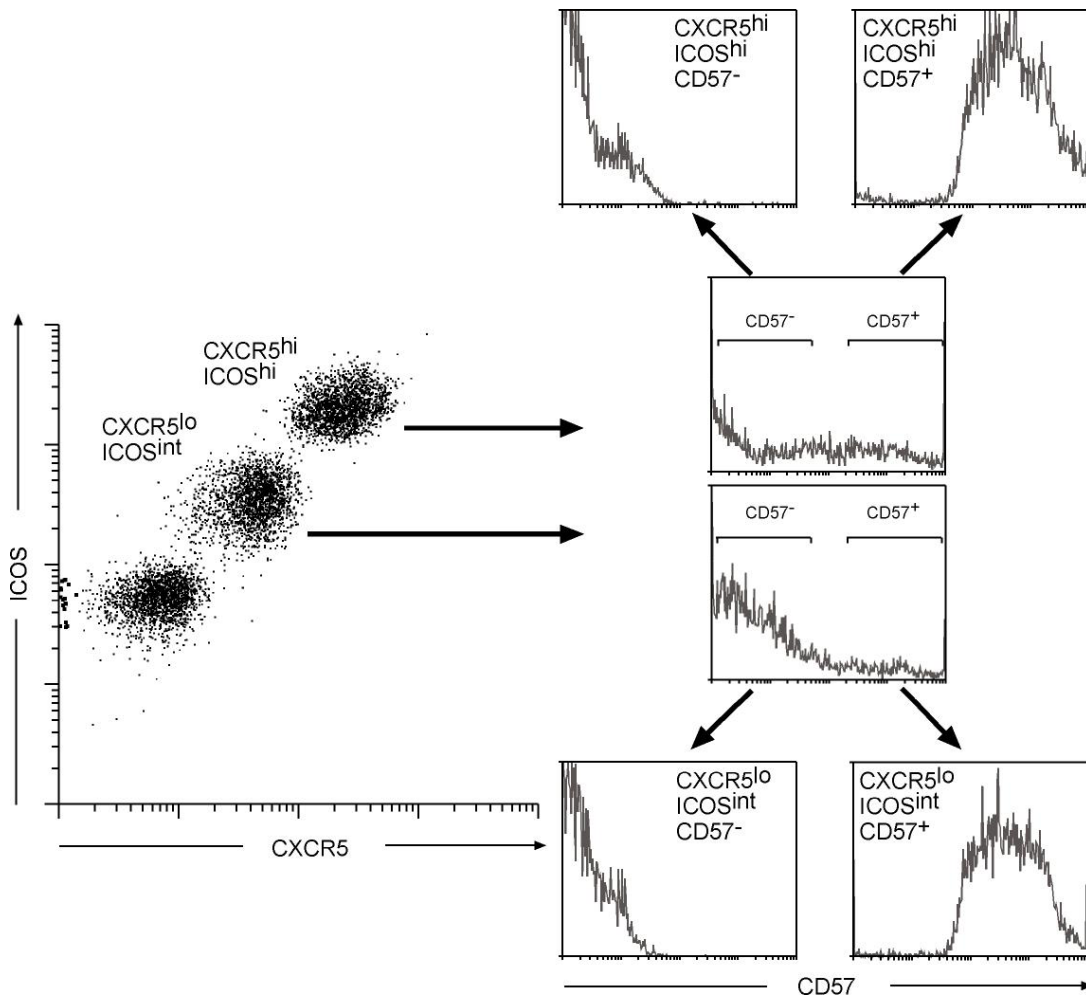 CXCR5hi
ICOShi
CD57-
CXCR5hi
ICOShi
CD57+
CD57-
CD57+
CXCR5hi
ICOShi
CXCR5lo
ICOSint
CD57-
CD57+
ICOS
CXCR5lo
ICOSint
CD57-
CXCR5lo
ICOSint
CD57+
CXCR5
CD57